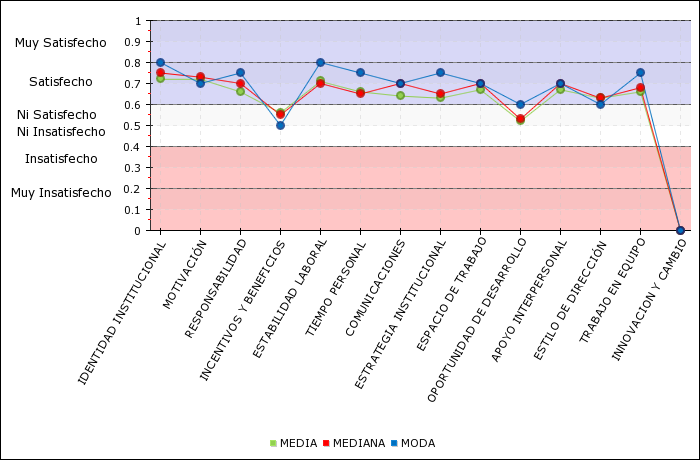 1
Muy Satisfecho
0.9
0.8
Satisfecho
0.7
0.6
Ni Satisfecho
0.5
Ni Insatisfecho
0.4
Insatisfecho
0.3
0.2
Muy Insatisfecho
0.1
0
IDENTIDAD INSTITUCIONAL
MOTIVACIÓN
RESPONSABILIDAD
INCENTIVOS Y BENEFICIOS
ESTABILIDAD LABORAL
TIEMPO PERSONAL
COMUNICACIONES
ESTRATEGIA INSTITUCIONAL
ESPACIO DE TRABAJO
OPORTUNIDAD DE DESARROLLO
APOYO INTERPERSONAL
ESTILO DE DIRECCIÓN
TRABAJO EN EQUIPO
INNOVACION Y CAMBIO
MEDIA MEDIANA MODA